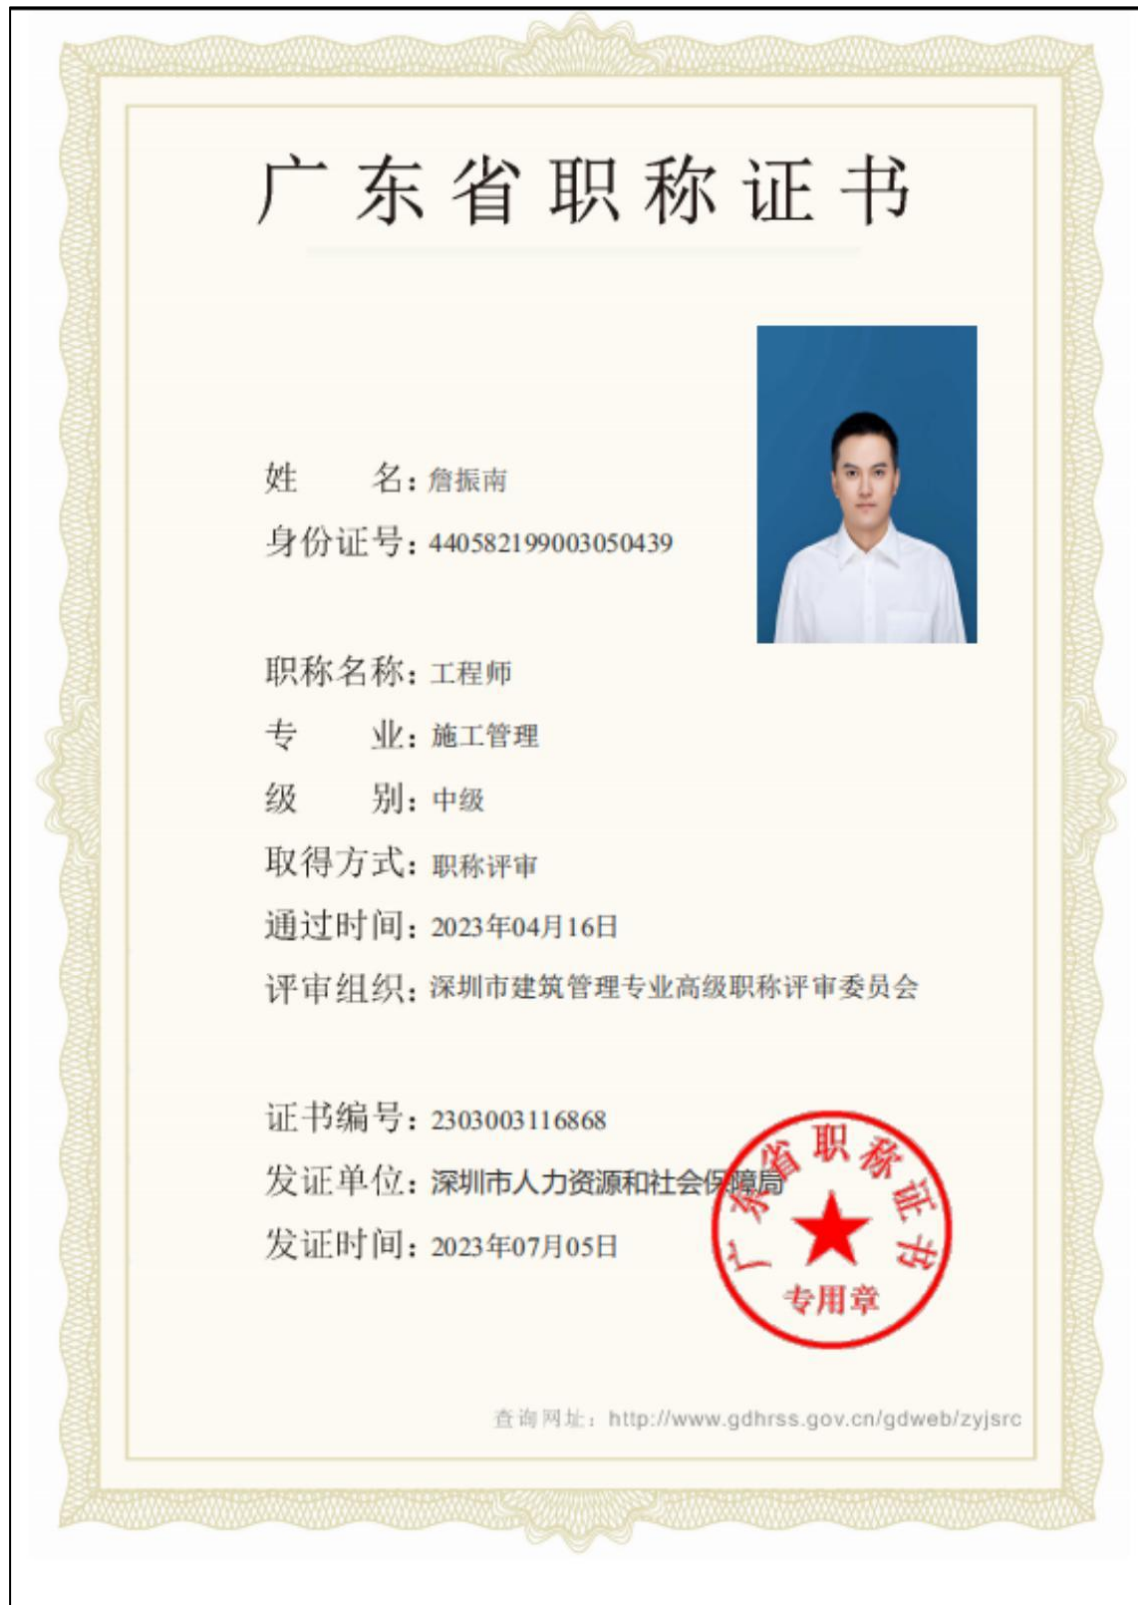 广东省职称证书
姓 名：詹振南
身份证号：440582199003050439
职称名称：工程师
专 业：施工管理
级 别：中级
取得方式：职称评审
通过时间：2023年04月16日
评审组织：深圳市建筑管理专业高级职称评审委员会
证书编号：2303003116868
发证单位：深圳市人力资源和社会保障局
发证时间：2023年07月05日
广东省职称证书
专用章
查询网址：http://www.gdhrss.gov.cn/gdweb/zyjsrc